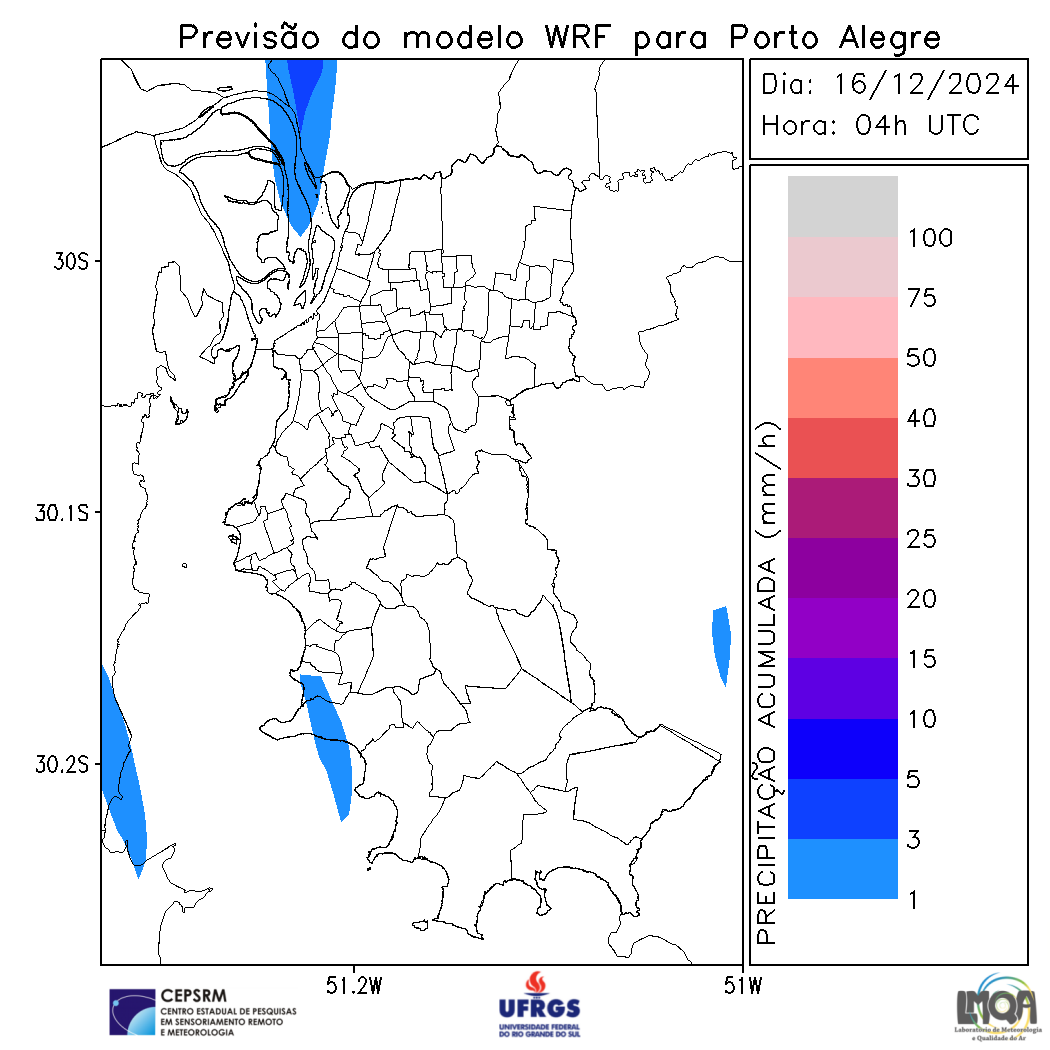 Previsão do modelo WRF para Porto Alegre
Dia: 16/12/2024
Hora: 04h UTC
30S
30.1S
30.2S
51.2W
51W
PRECIPITAÇÃO ACUMULADA (mm/h)
100
75
50
40
30
25
20
15
10
5
3
1
CEPSRM
CENTRO ESTADUAL DE PESQUISAS
EM SENSORIAMENTO REMOTO
E METEOROLOGIA
UFRGS
UNIVERSIDADE FEDERAL
DO RIO GRANDE DO SUL
LMQA
Laboratório de Meteorologia
e Qualidade do Ar